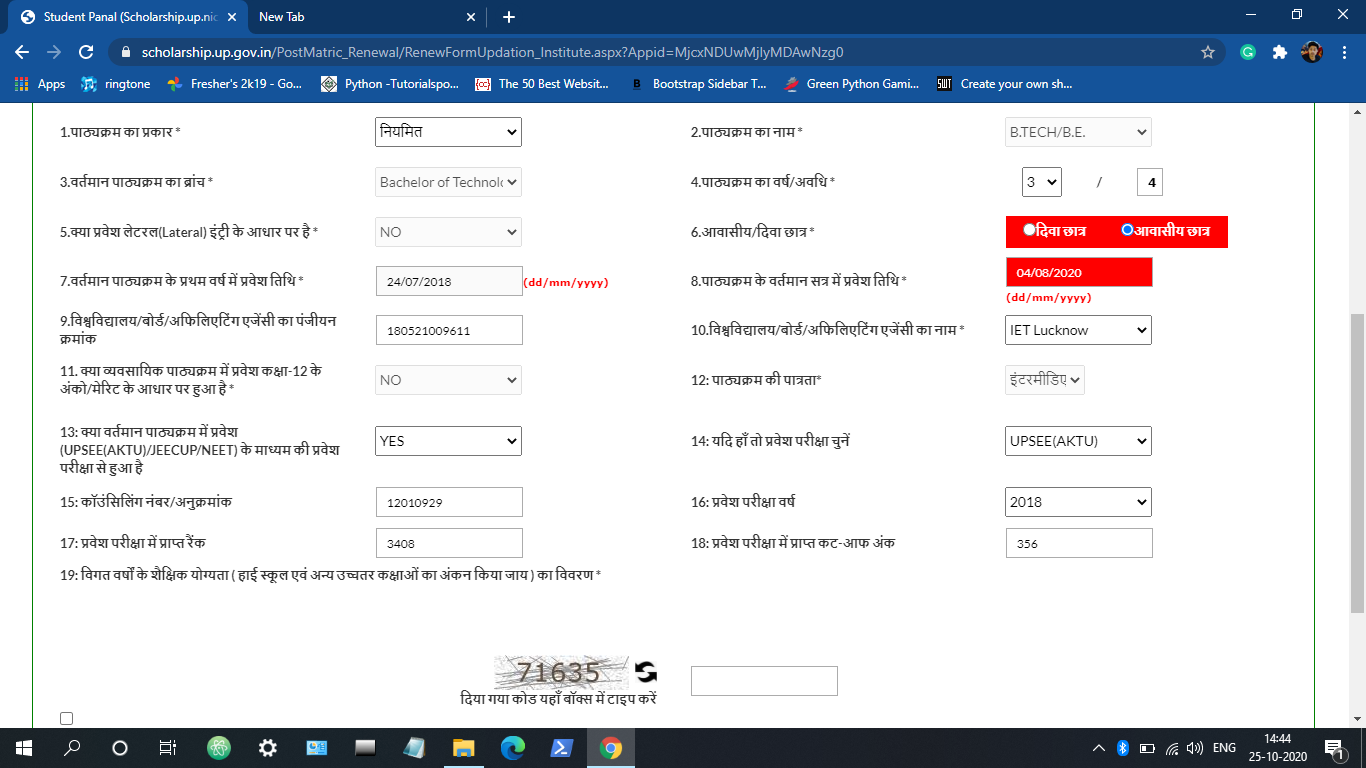 Student Panal (Scholarship.up.nic
New Tab
scholarship.up.gov.in/PostMatric_Renewal/RenewFormUpdation_Institute.aspx?Appid=MjcxNDUwMjIyMDAwNzg0
Apps ringtone Fresher's 2k19 - Go... Python -Tutorialspo... The 50 Best Websit... Bootstrap Sidebar T... Green Python Gami... Create your own sh...
1.पाठ्यक्रम का प्रकार * नियमित 2.पाठ्यक्रम का नाम * B.TECH/B.E.
3.वर्तमान पाठ्यक्रम का ब्रांच * Bachelor of Technolo 4.पाठ्यक्रम का वर्ष/अवधि * 3 / 4
5.क्या प्रवेश लेटरल(Lateral) इंट्री के आधार पर है * NO 6.आवासीय/दिवा छात्र * दिवा छात्र आवासीय छात्र
7.वर्तमान पाठ्यक्रम के प्रथम वर्ष में प्रवेश तिथि * 24/07/2018 (dd/mm/yyyy) 8.पाठ्यक्रम के वर्तमान सत्र में प्रवेश तिथि * 04/08/2020
(dd/mm/yyyy)
9.विश्वविद्यालय/बोर्ड/अफिलिएटिंग एजेंसी का पंजीयन
क्रमांक 180521009611 10.विश्वविद्यालय/बोर्ड/अफिलिएटिंग एजेंसी का नाम * IET Lucknow
11. क्या व्यवसायिक पाठ्यक्रम में प्रवेश कक्षा-12 के
अंको/मेरिट के आधार पर हुआ है * NO 12: पाठ्यक्रम की पात्रता* इंटरमीडिए
13: क्या वर्तमान पाठ्यक्रम में प्रवेश
(UPSEE(AKTU)/JEECUP/NEET) के माध्यम की प्रवेश
परीक्षा से हुआ है YES 14: यदि हाँ तो प्रवेश परीक्षा चुनें UPSEE(AKTU)
15: कॉउंसिलिंग नंबर/अनुक्रमांक 12010929 16: प्रवेश परीक्षा वर्ष 2018
17: प्रवेश परीक्षा में प्राप्त रैंक 3408 18: प्रवेश परीक्षा में प्राप्त कट-आफ अंक 356
19: विगत वर्षों के शैक्षिक योग्यता ( हाई स्कूल एवं अन्य उच्चतर कक्षाओं का अंकन किया जाय ) का विवरण *
71635
दिया गया कोड यहाँ बॉक्स में टाइप करें
ENG 14:44
25-10-2020 1